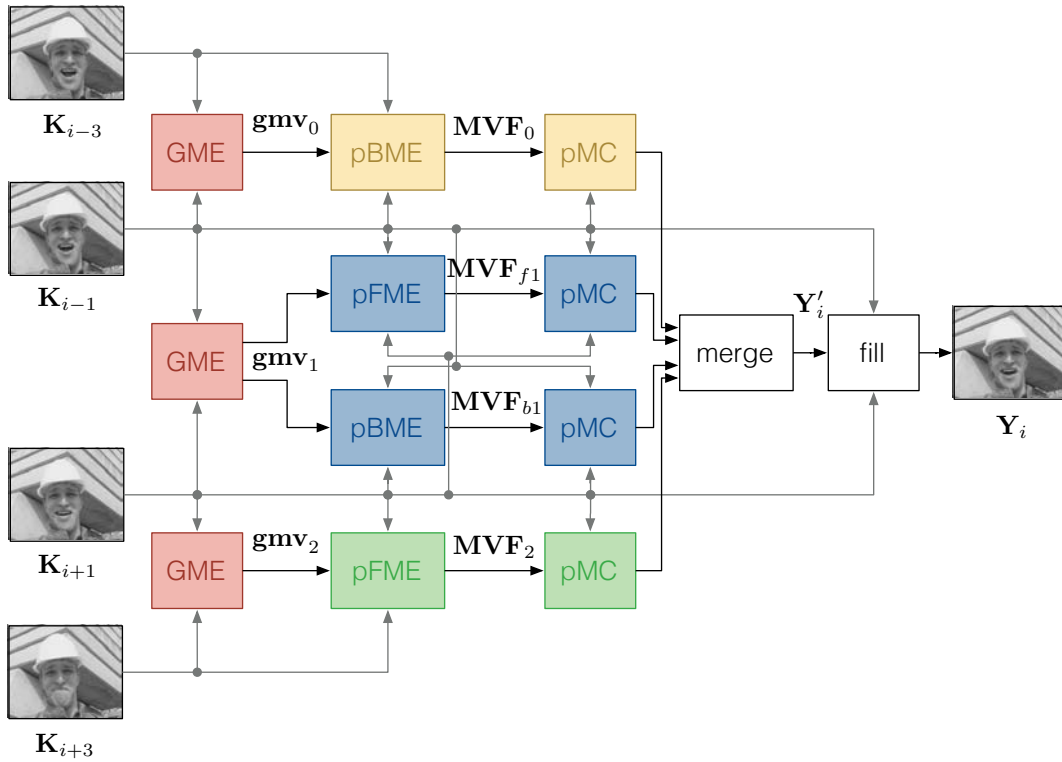 K_{i−3}
gmv_0
MVF_0
GME
pBME
pMC
K_{i−1}
MVF_{f1}
pFME
pMC
GME
gmv_1
merge
Y′_i
fill
MVF_{b1}
pBME
pMC
Y_i
K_{i+1}
gmv_2
MVF_2
GME
pFME
pMC
K_{i+3}